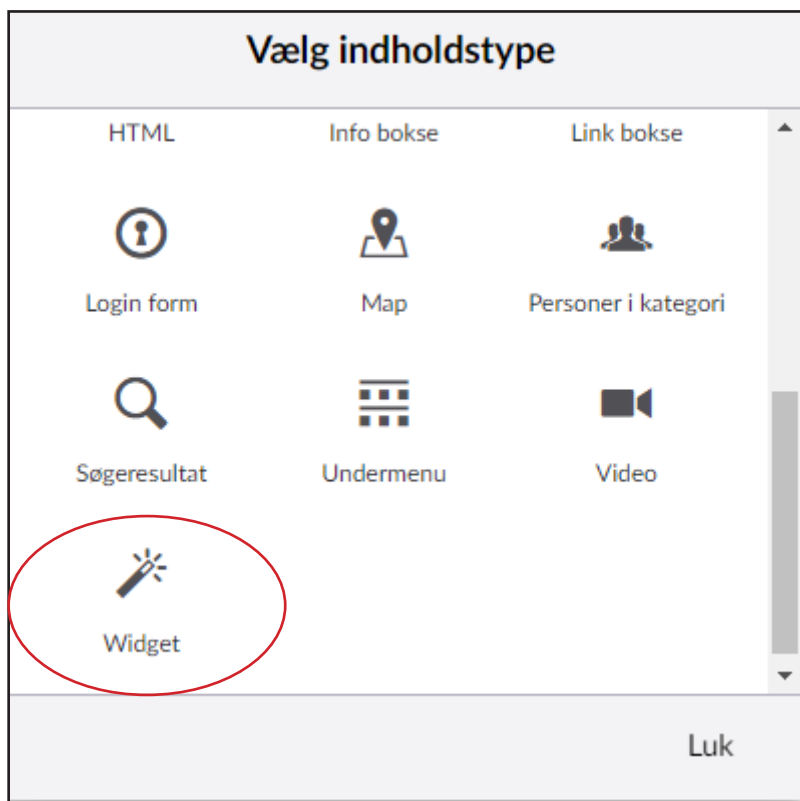 Vælg indholdstype
HTML Info bokse Link bokse
Login form Map Personer i kategori
Søgeresultat Undermenu Video
Widget
Luk